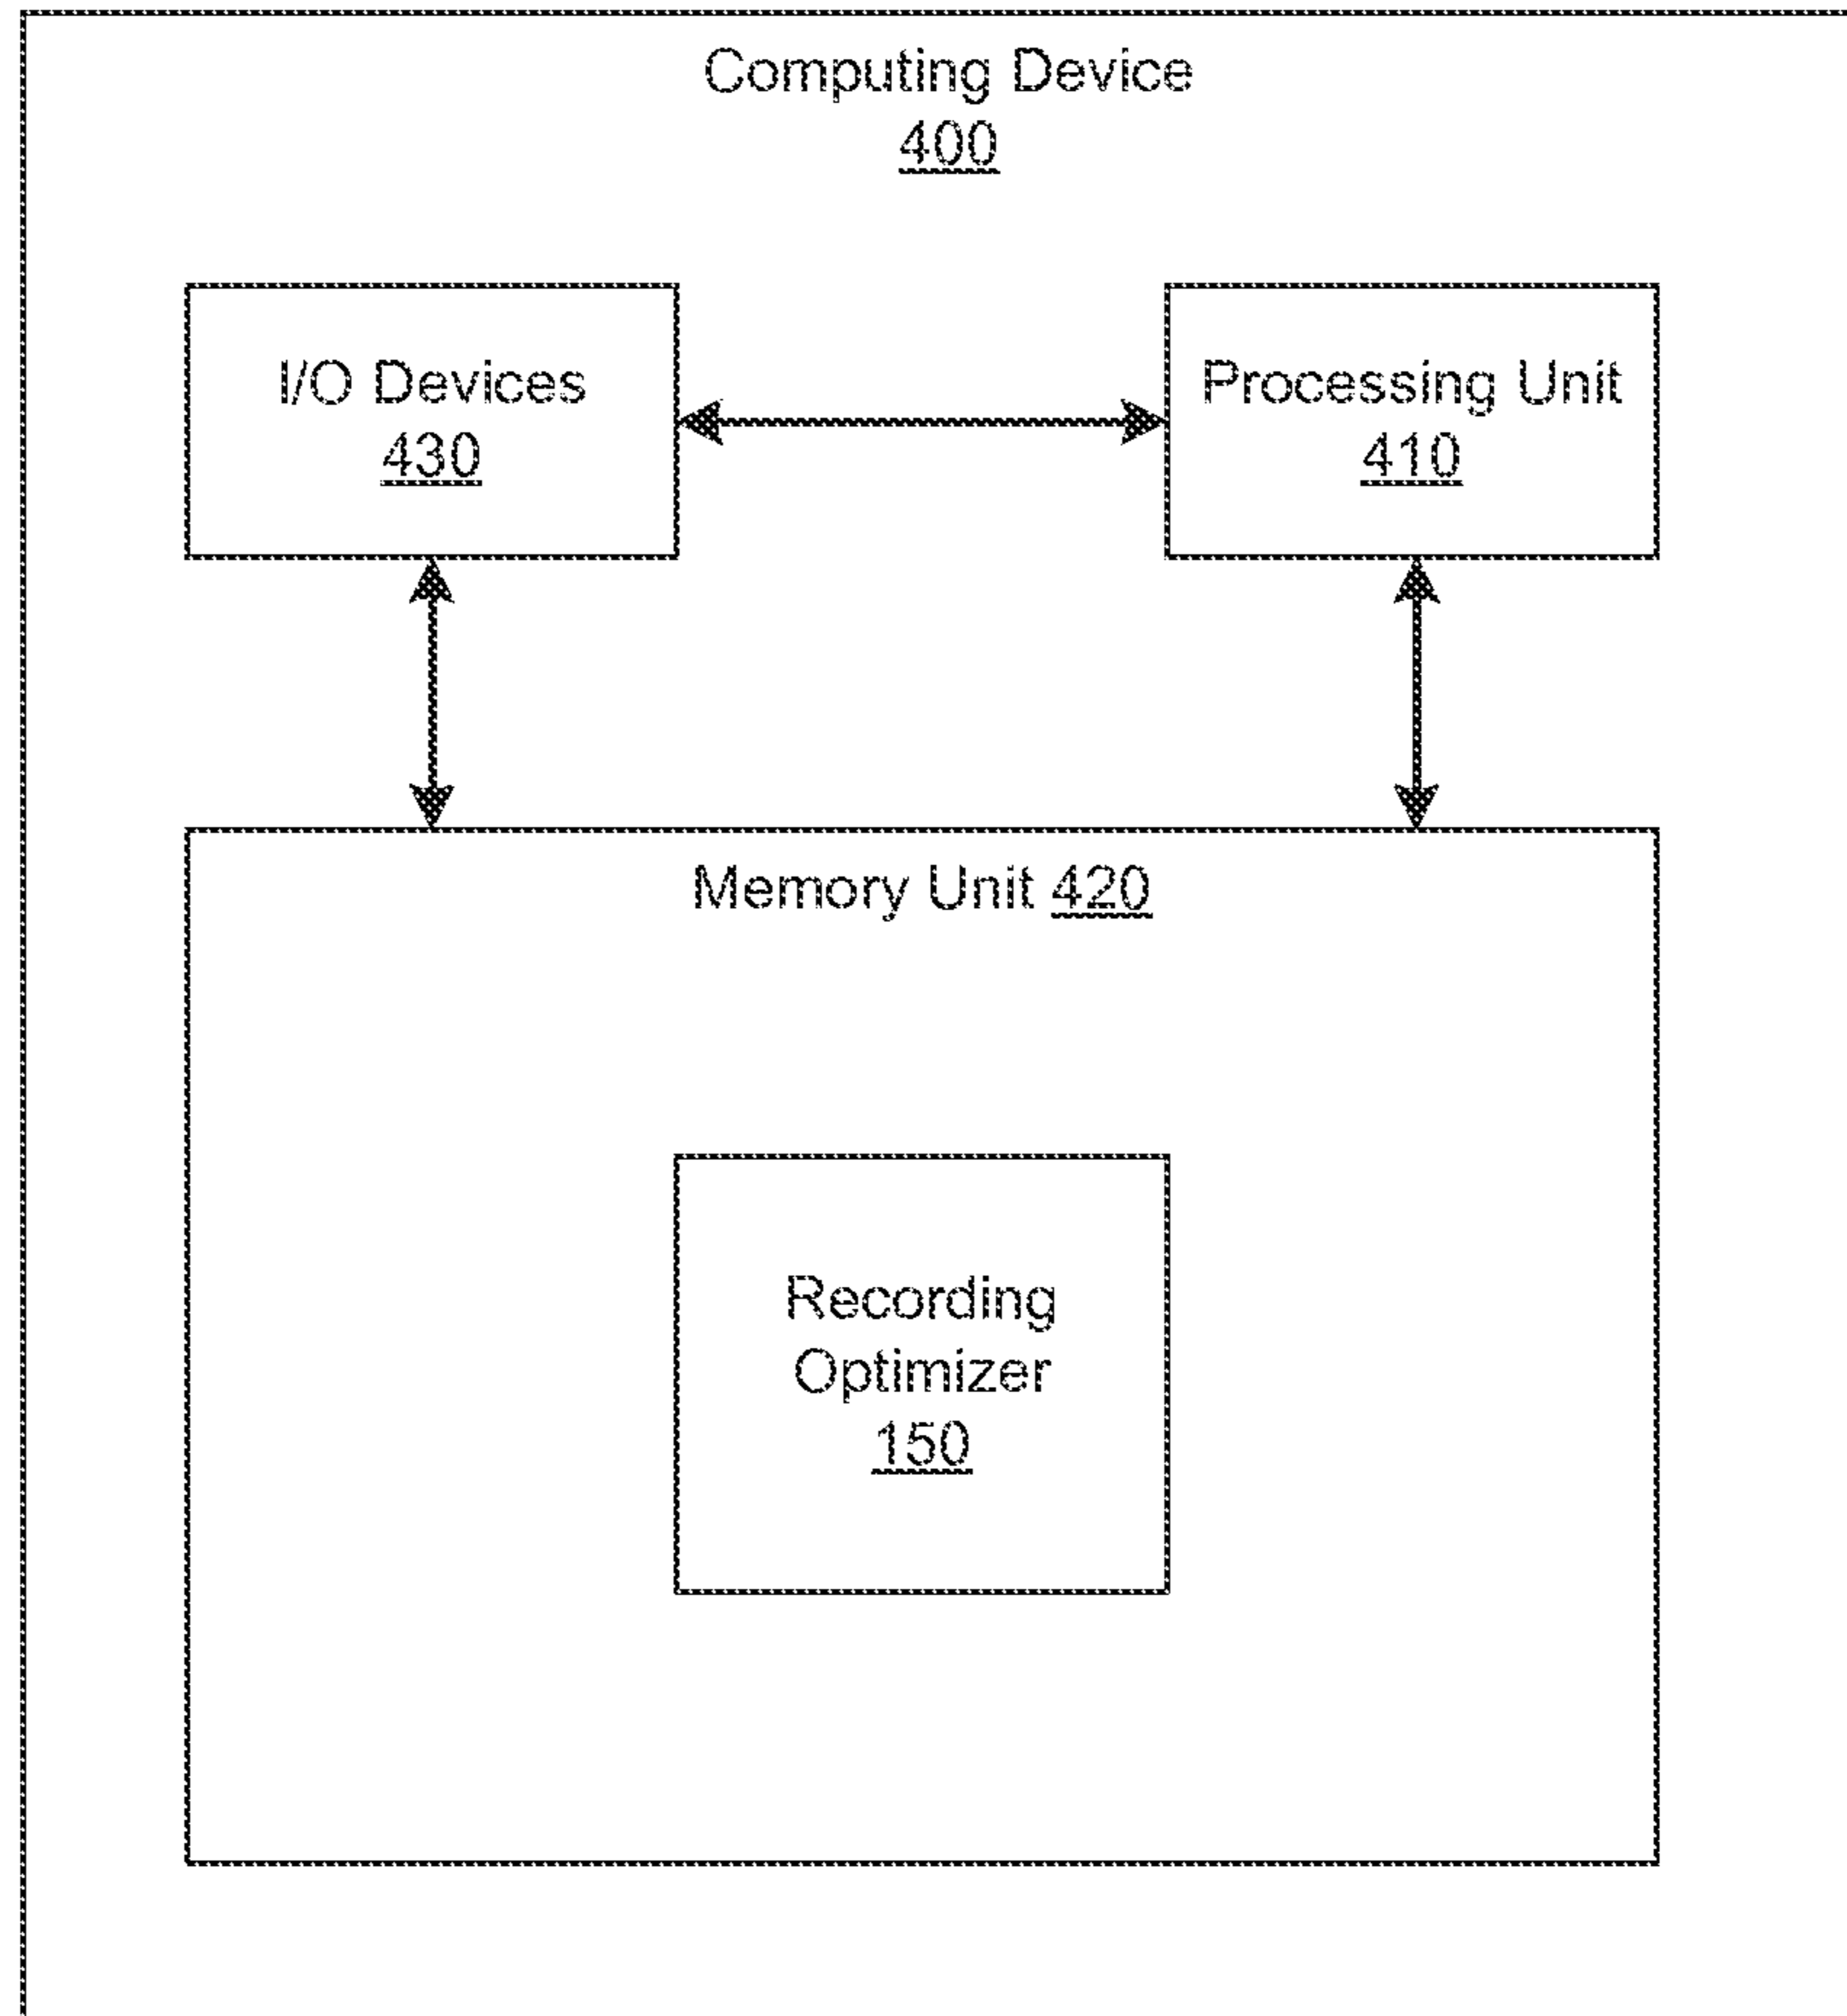 Computing Device
400
I/O Devices
430
Processing Unit
410
Memory Unit 420
Recording
Optimizer
150